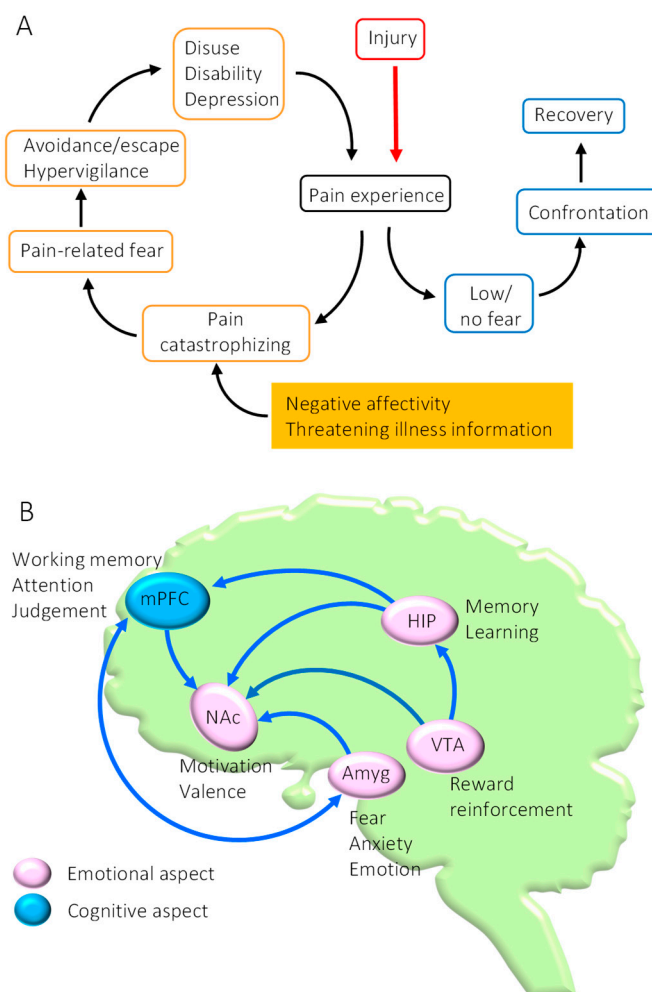 A
Disuse
Disability
Depression
Injury
Recovery
Avoidance/escape
Hypervigilance
Pain experience
Confrontation
Pain-related fear
Low/
no fear
Pain
catastrophizing
Negative affectivity
Threatening illness information
B
Working memory
Attention
Judgement
mPFC
HIP
Memory
Learning
NAc
Motivation
Valence
VTA
Reward
reinforcement
Amyg
Fear
Anxiety
Emotion
Emotional aspect
Cognitive aspect